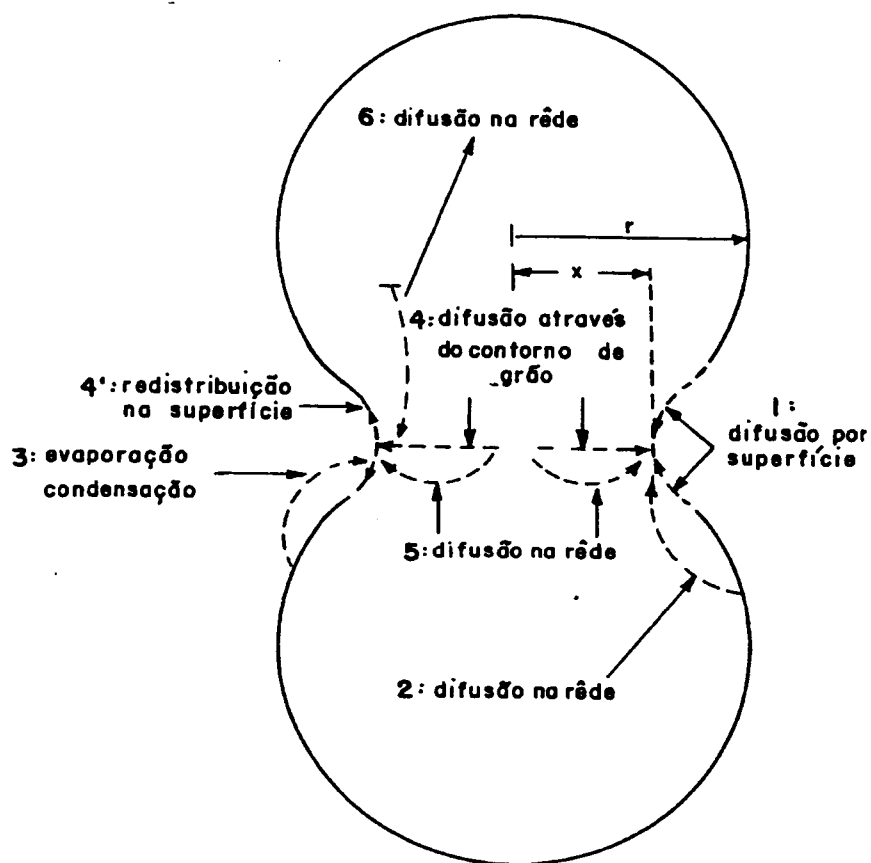 6: difusão na rêde
r
x
4: difusão através
do contorno de
grão
4': redistribuição
na superfície
1:
difusão por
superfície
3: evaporação
condensação
5: difusão na rêde
2: difusão na rêde